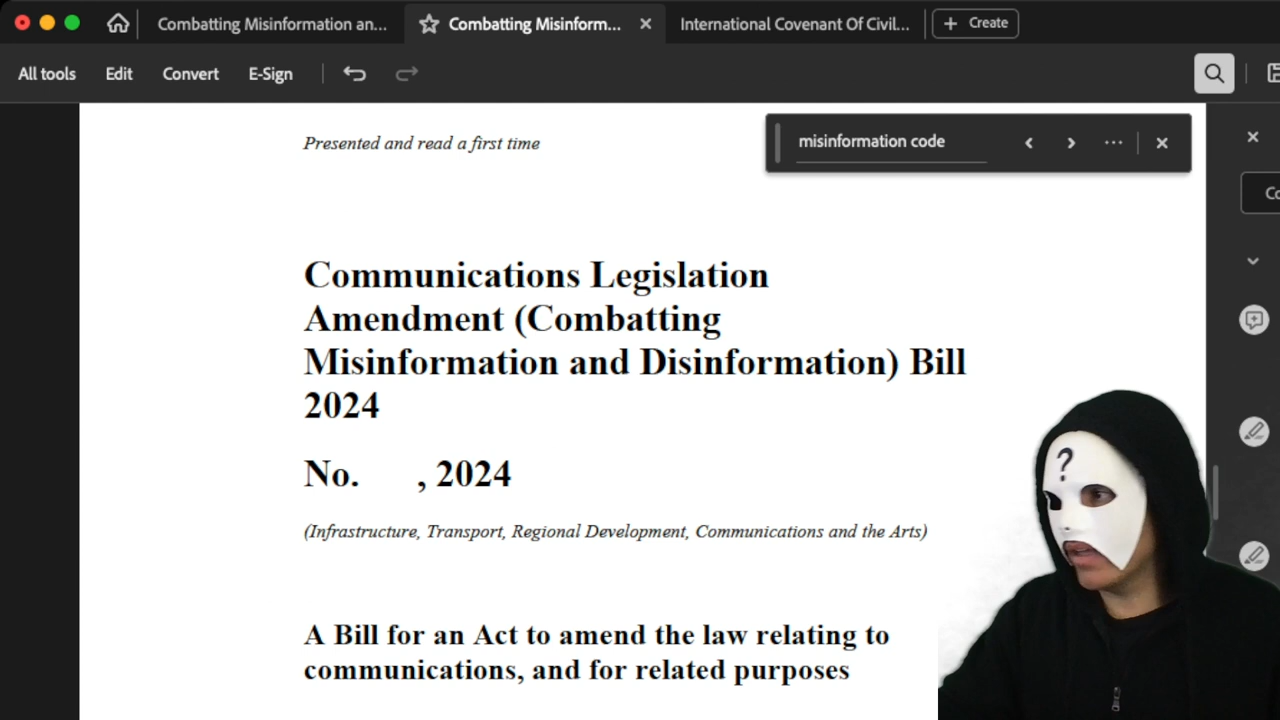 Combatting Misinformation an...
Combatting Misinform...
International Covenant Of Civil...
Create
All tools
Edit
Convert
E-Sign
Presented and read a first time
misinformation code
Communications Legislation
Amendment (Combatting
Misinformation and Disinformation) Bill
2024
No. , 2024
(Infrastructure, Transport, Regional Development, Communications and the Arts)
?
A Bill for an Act to amend the law relating to
communications, and for related purposes